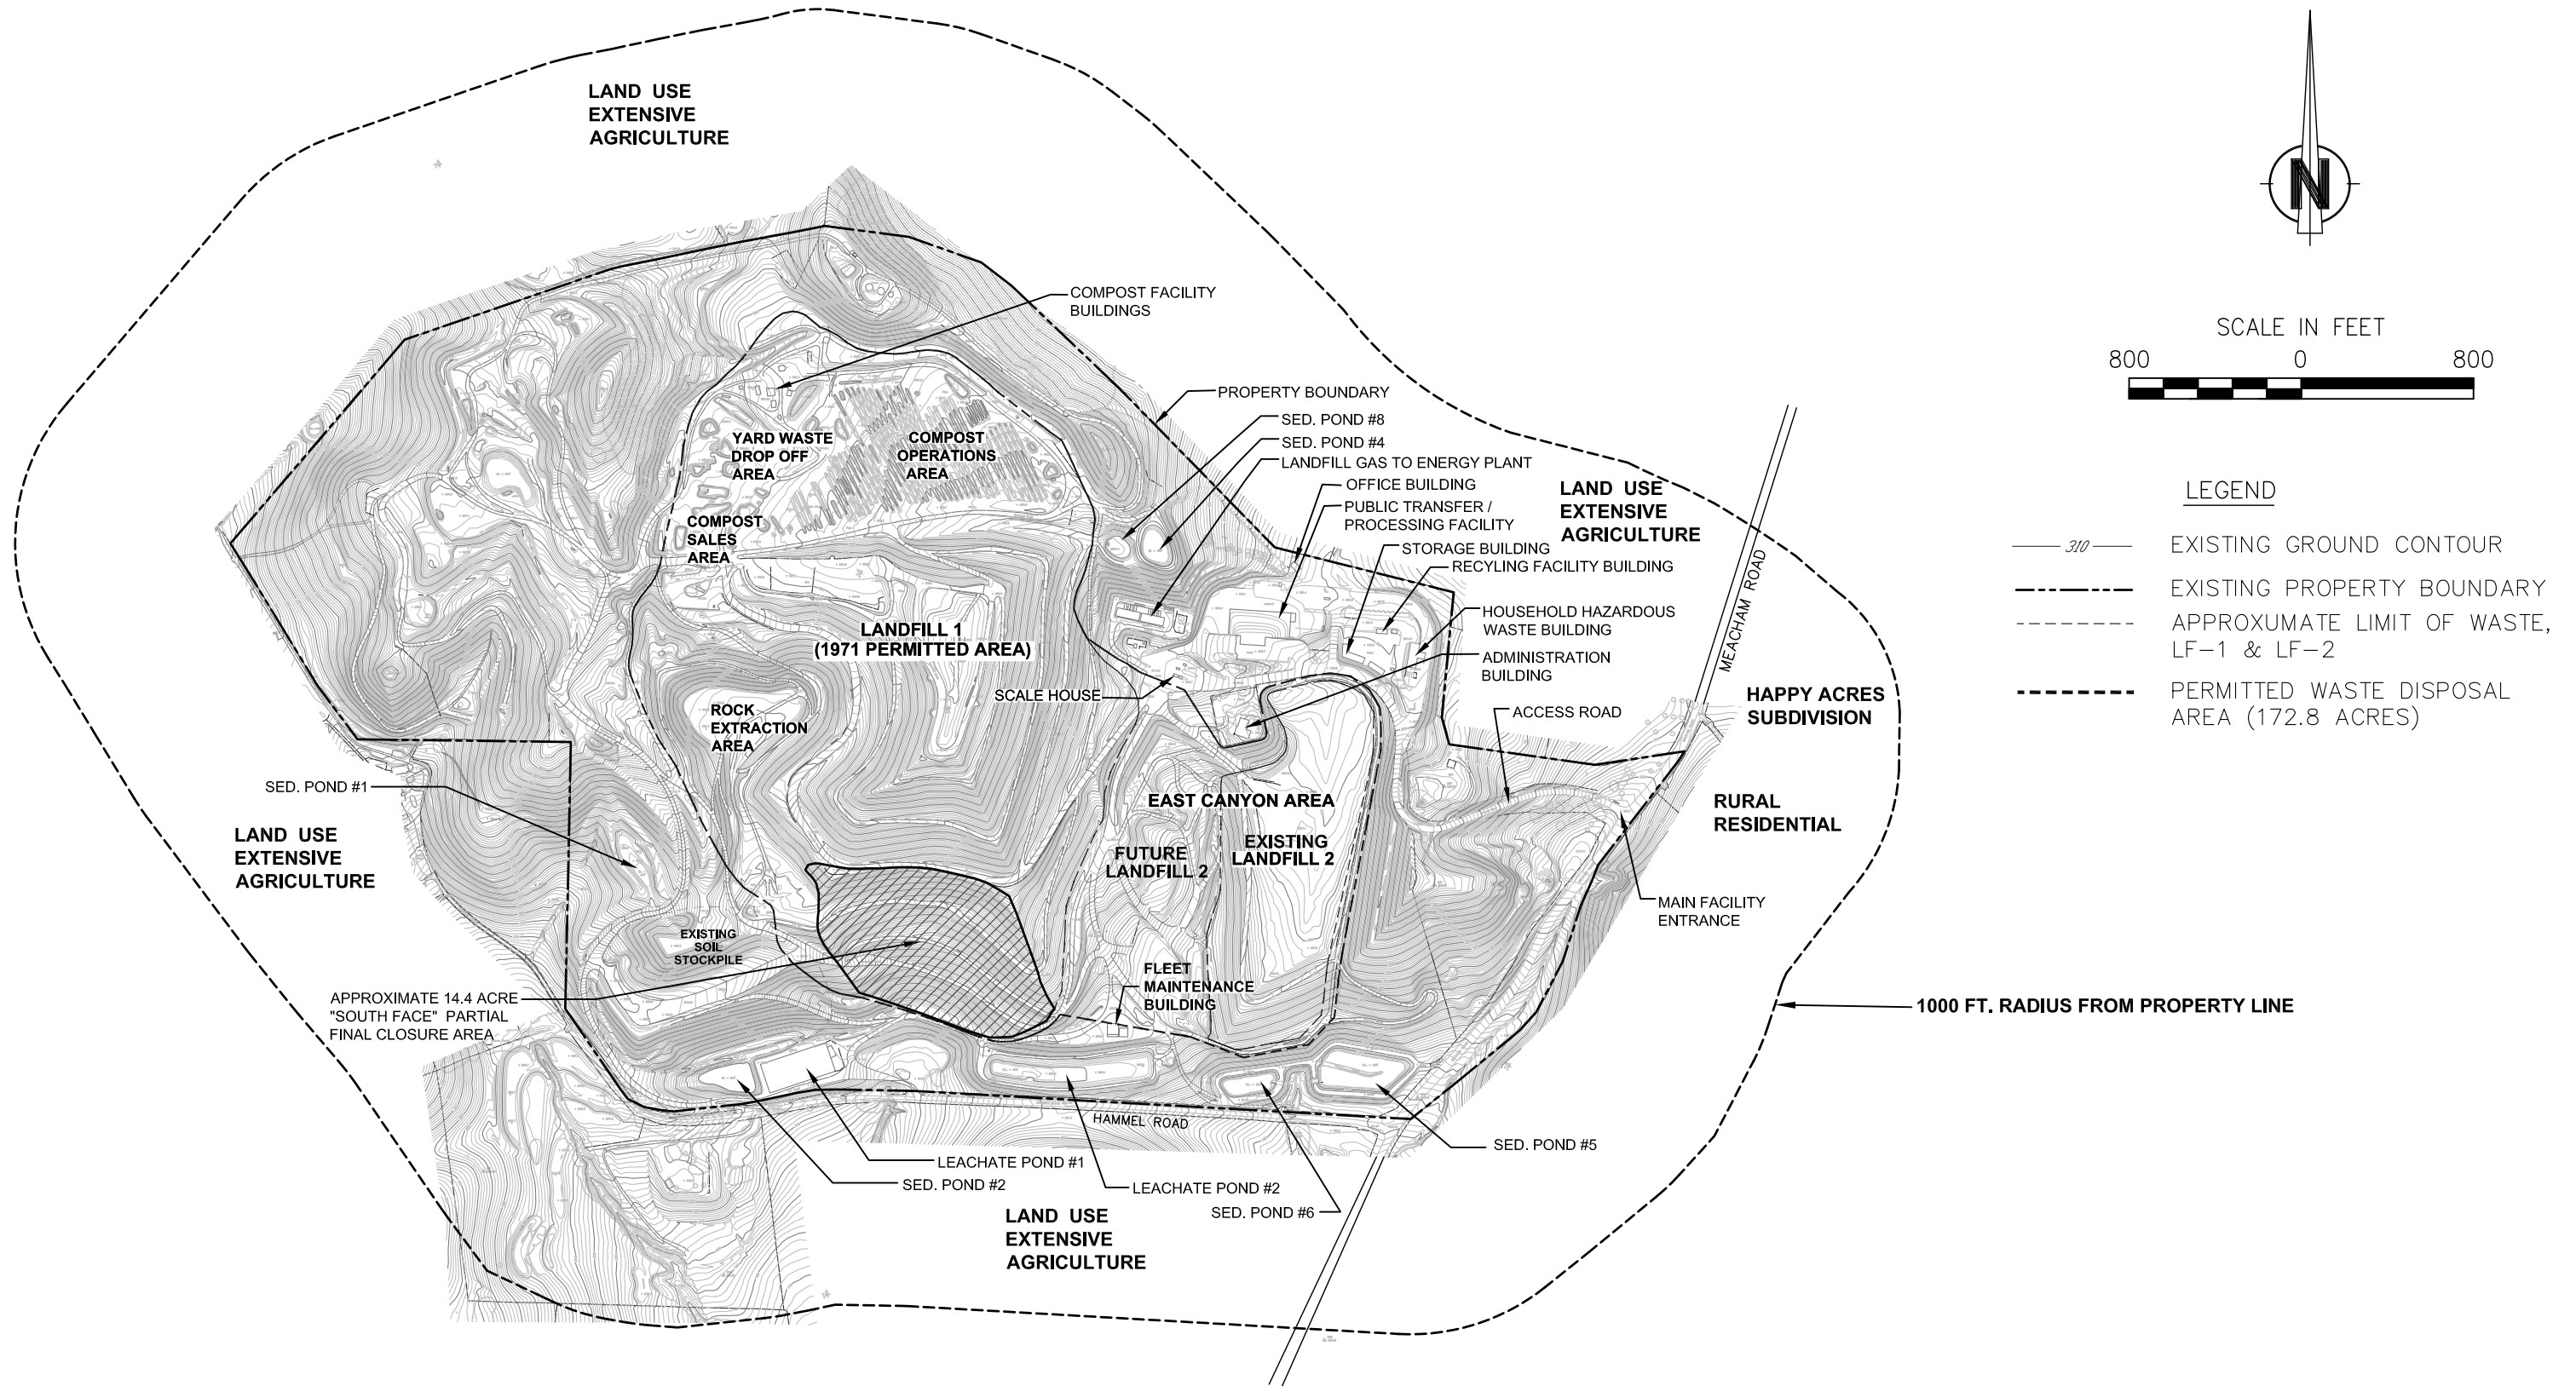 LAND USE
EXTENSIVE
AGRICULTURE
N
SCALE IN FEET
800 0 800
LEGEND
310 EXISTING GROUND CONTOUR
EXISTING PROPERTY BOUNDARY
APPROXUMATE LIMIT OF WASTE,
LF-1 & LF-2
PERMITTED WASTE DISPOSAL
AREA (172.8 ACRES)
COMPOST FACILITY
BUILDINGS
PROPERTY BOUNDARY
SED. POND #8
SED. POND #4
LANDFILL GAS TO ENERGY PLANT
OFFICE BUILDING
PUBLIC TRANSFER /
PROCESSING FACILITY
STORAGE BUILDING
RECYLING FACILITY BUILDING
HOUSEHOLD HAZARDOUS
WASTE BUILDING
ADMINISTRATION
BUILDING
SCALE HOUSE
ACCESS ROAD
LAND USE
EXTENSIVE
AGRICULTURE
MEACHAM ROAD
HAPPY ACRES
SUBDIVISION
RURAL
RESIDENTIAL
YARD WASTE
DROP OFF
AREA
COMPOST
OPERATIONS
AREA
COMPOST
SALES
AREA
LANDFILL 1
(1971 PERMITTED AREA)
ROCK
EXTRACTION
AREA
SED. POND #1
LAND USE
EXTENSIVE
AGRICULTURE
EAST CANYON AREA
EXISTING
LANDFILL 2
FUTURE
LANDFILL 2
MAIN FACILITY
ENTRANCE
EXISTING
SOIL
STOCKPILE
FLEET
MAINTENANCE
BUILDING
APPROXIMATE 14.4 ACRE
"SOUTH FACE" PARTIAL
FINAL CLOSURE AREA
1000 FT. RADIUS FROM PROPERTY LINE
HAMMEL ROAD
SED. POND #5
LEACHATE POND #1
SED. POND #2
LEACHATE POND #2
SED. POND #6
LAND USE
EXTENSIVE
AGRICULTURE